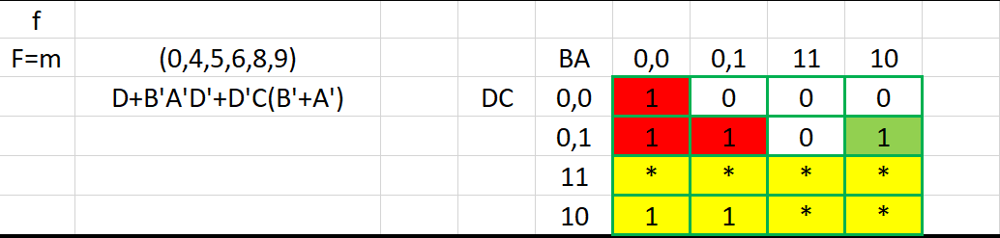 f
F=m (0,4,5,6,8,9) BA 0,0 0,1 11 10
D+B'A'D'+D'C(B'+A') DC 0,0 1 0 0 0
0,1 1 1 0 1
11 * * * *
10 1 1 * *